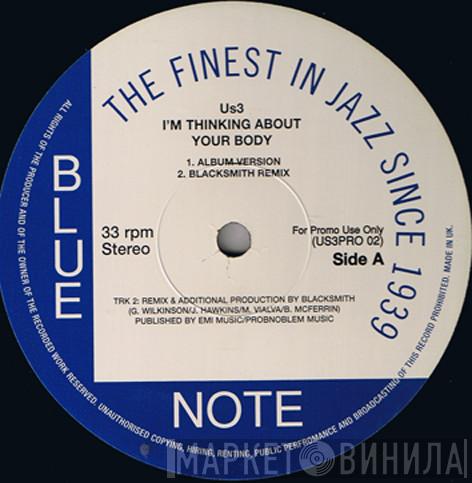 THE FINEST IN JAZZ SINCE 1939
Us3
I'M THINKING ABOUT
YOUR BODY
1. ALBUM VERSION
2. BLACKSMITH REMIX
33 rpm
Stereo
For Promo Use Only
(US3PRO 02)
Side A
TRK 2: REMIX & ADDITIONAL PRODUCTION BY BLACKSMITH
(G. WILKINSON/J. HAWKINS/M. VIALVA/B. MCFERRIN)
PUBLISHED BY EMI MUSIC/PROBNOBLEM MUSIC
BLUE
NOTE
ALL RIGHTS OF THE PRODUCER AND OF THE OWNER OF THE RECORDED WORK RESERVED. UNAUTHORISED COPYING, HIRING, RENTING, PUBLIC PERFROMANCE AND BROADCASTING OF THIS RECORD PROHIBITED. MADE IN UK.
МАРКЕТ ВИНИЛА